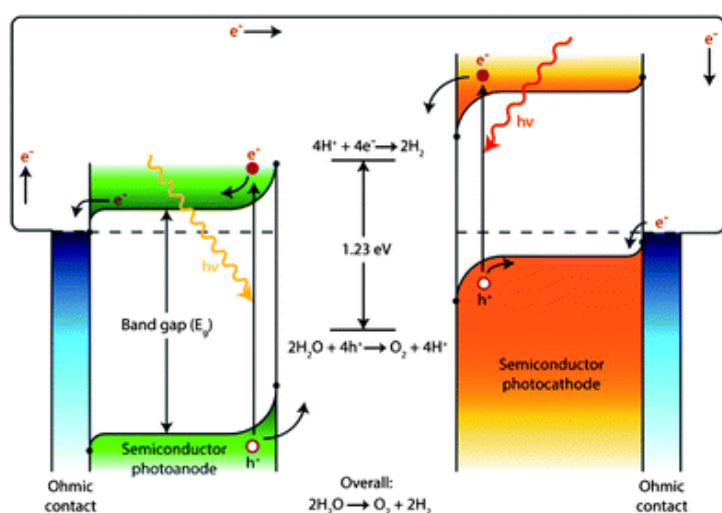 e⁻
e⁻
hν
e⁻
4H⁺ + 4e⁻ → 2H₂
e⁻
e⁻
e⁻
e⁻
hν
1.23 eV
h⁺
Band gap (Eg)
2H₂O + 4h⁺ → O₂ + 4H⁺
Semiconductor
photocathode
Semiconductor
photoanode
h⁺
Ohmic
contact
Overall:
2H₂O → O₂ + 2H₂
Ohmic
contact